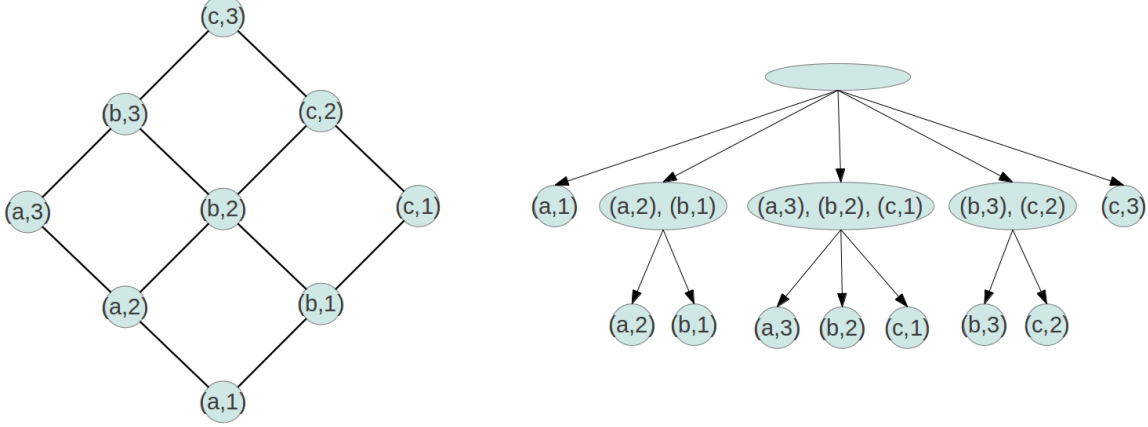 (c,3)
(b,3)
(c,2)
(a,3)
(b,2)
(c,1)
(a,2)
(b,1)
(a,1)
(a,1)
(a,2), (b,1)
(a,3), (b,2), (c,1)
(b,3), (c,2)
(c,3)
(a,2)
(b,1)
(a,3)
(b,2)
(c,1)
(b,3)
(c,2)